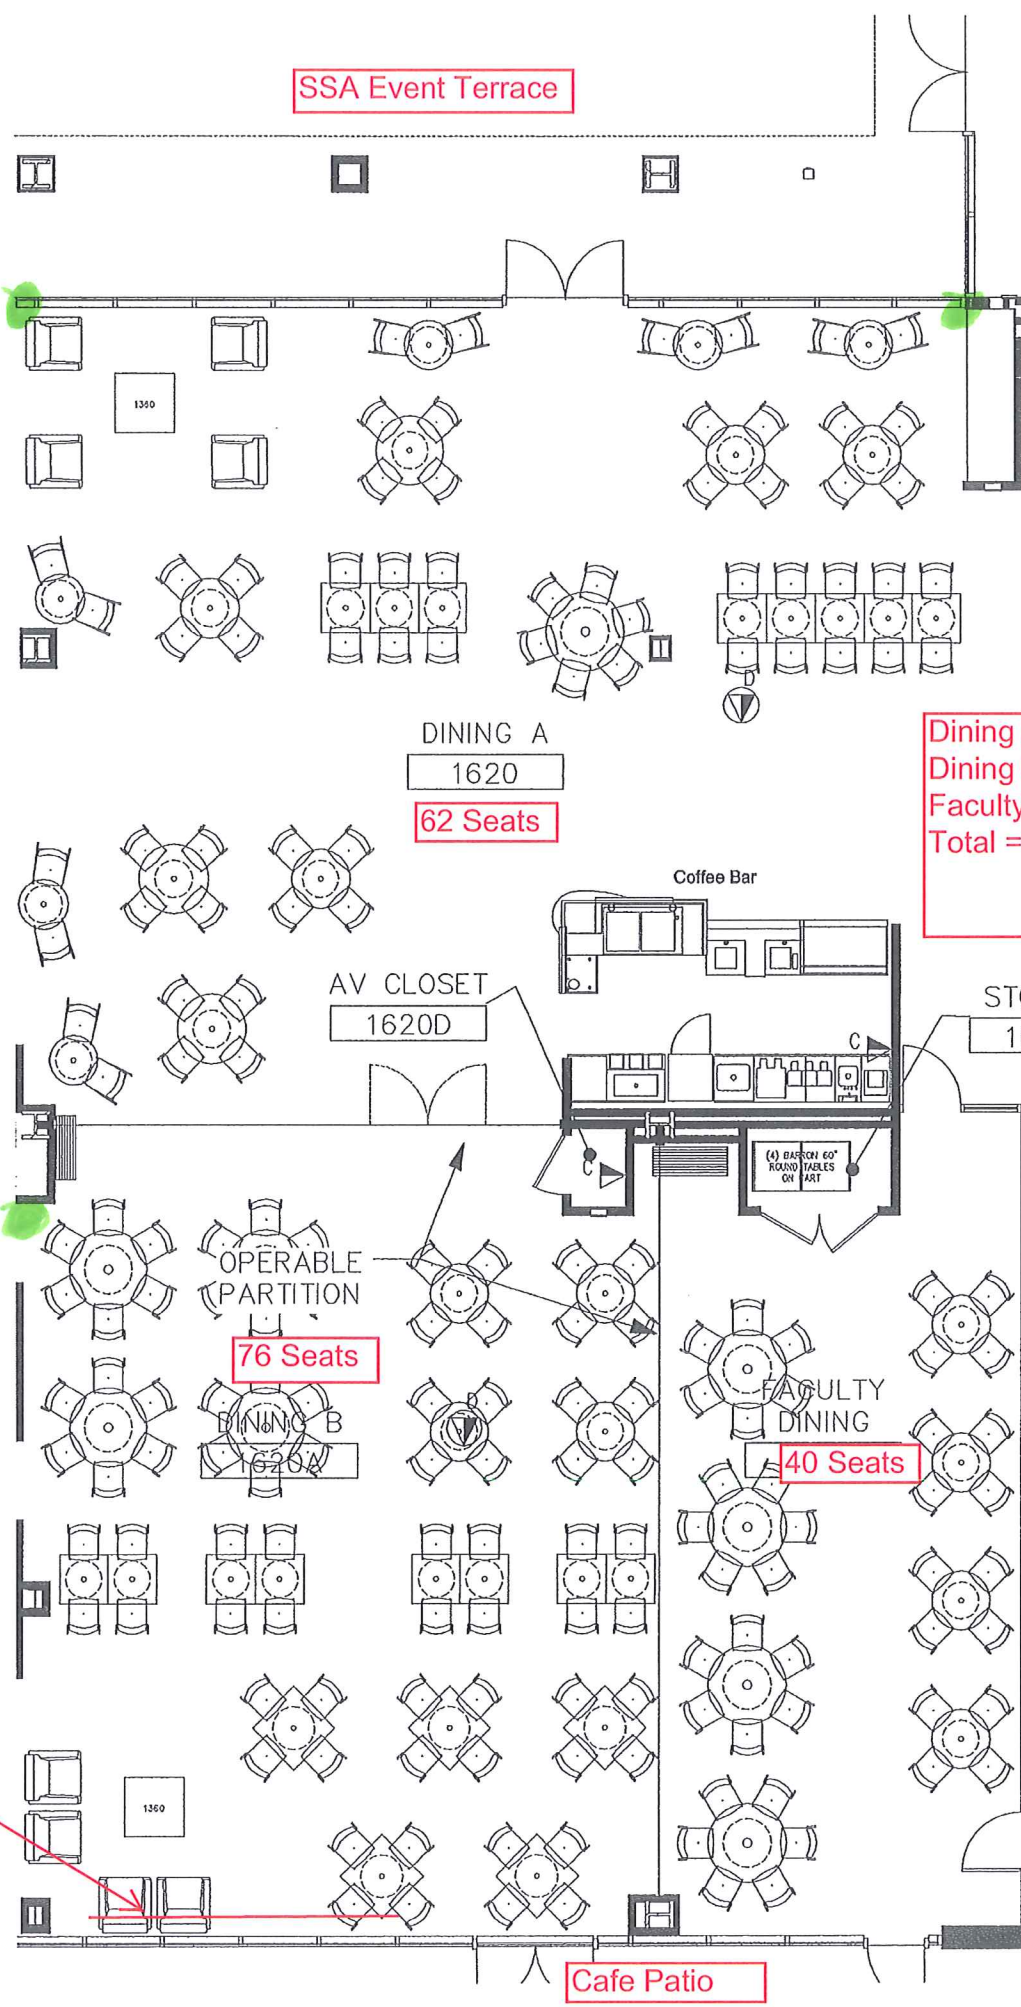 SSA Event Terrace
1360
D
DINING A
1620
62 Seats
Dining
Dining
Faculty
Total =
Coffee Bar
AV CLOSET
1620D
C
C
(4) BARRON 60"
ROUND TABLES
ON CART
OPERABLE
PARTITION
76 Seats
D
DINING B
1620A
FACULTY
DINING
40 Seats
1360
Cafe Patio